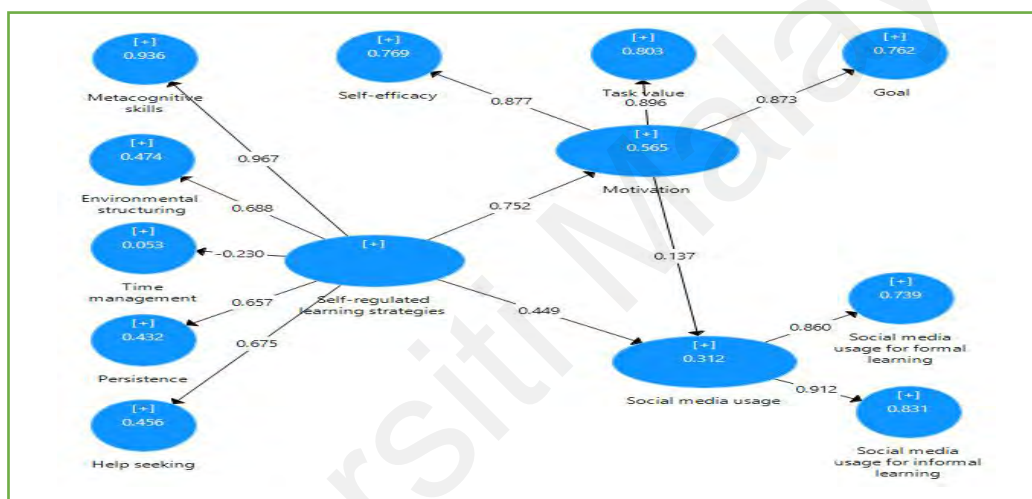 [+]
0.936
Metacognitive
skills
[+]
0.769
Self-efficacy
[+]
0.803
Task value
[+]
0.762
Goal
0.877
0.896
0.873
[+]
0.565
Motivation
[+]
0.474
Environmental
structuring
0.967
0.688
0.752
[+]
0.053
Time
management
-0.230
[+]
Self-regulated
learning strategies
0.137
0.657
0.675
0.449
[+]
0.432
Persistence
[+]
0.456
Help seeking
[+]
0.312
Social media usage
0.860
0.912
[+]
0.739
Social media
usage for formal
learning
[+]
0.831
Social media
usage for informal
learning
ersiti Malay